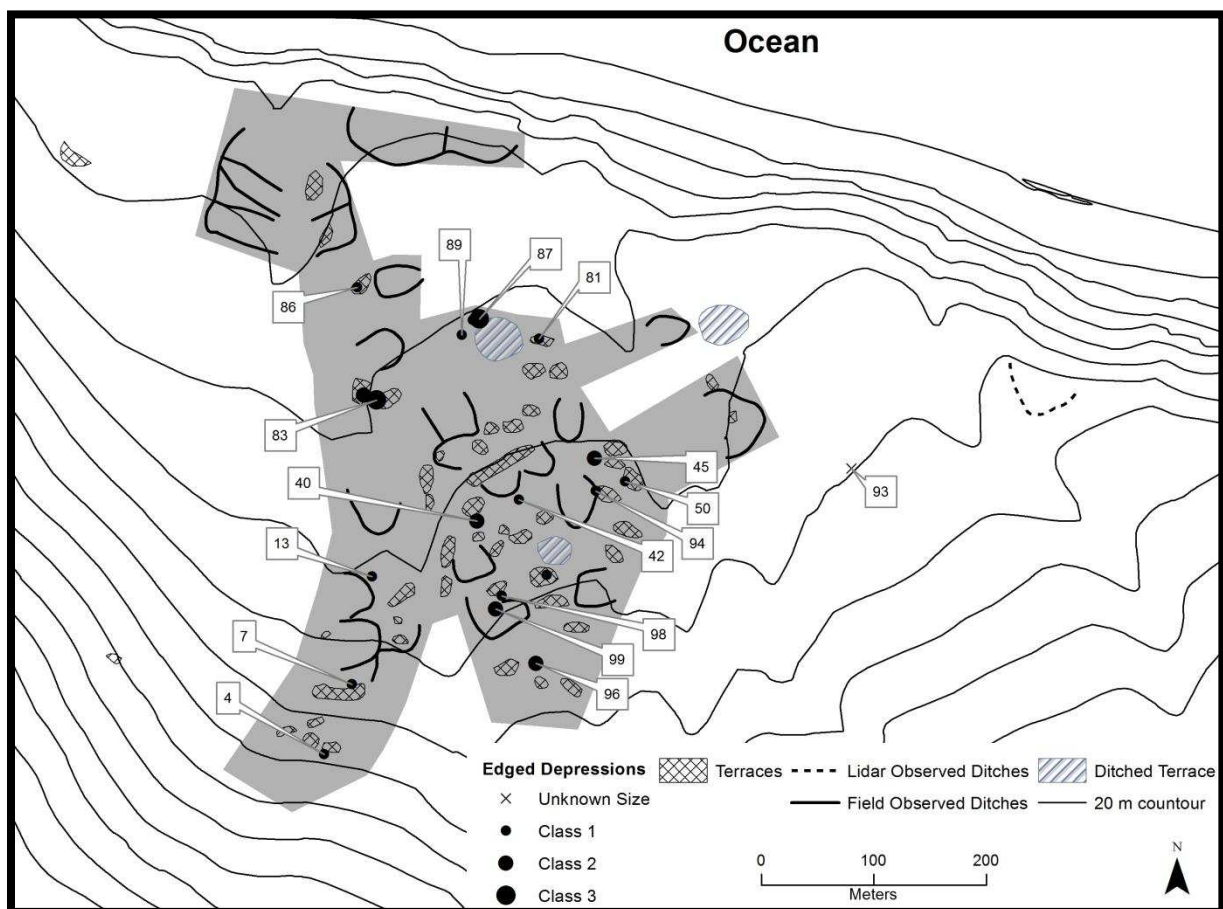 Ocean
89
87
81
86
83
45
40
50
93
94
13
42
98
7
99
96
4
Edged Depressions
Terraces
Lidar Observed Ditches
Ditched Terrace
Unknown Size
Field Observed Ditches
20 m countour
Class 1
Class 2
Class 3
0 100 200
Meters
N